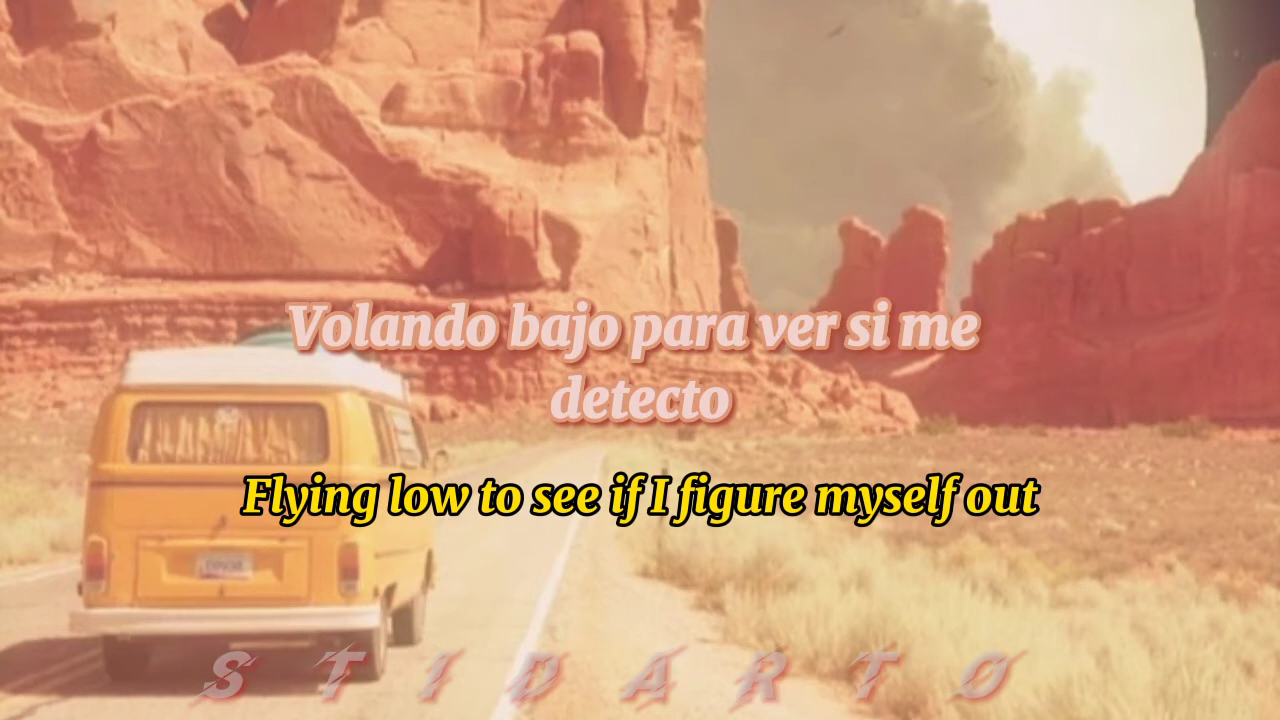 Volando bajo para ver si me
detecto
Flying low to see if I figure myself out
S T I D A R T O